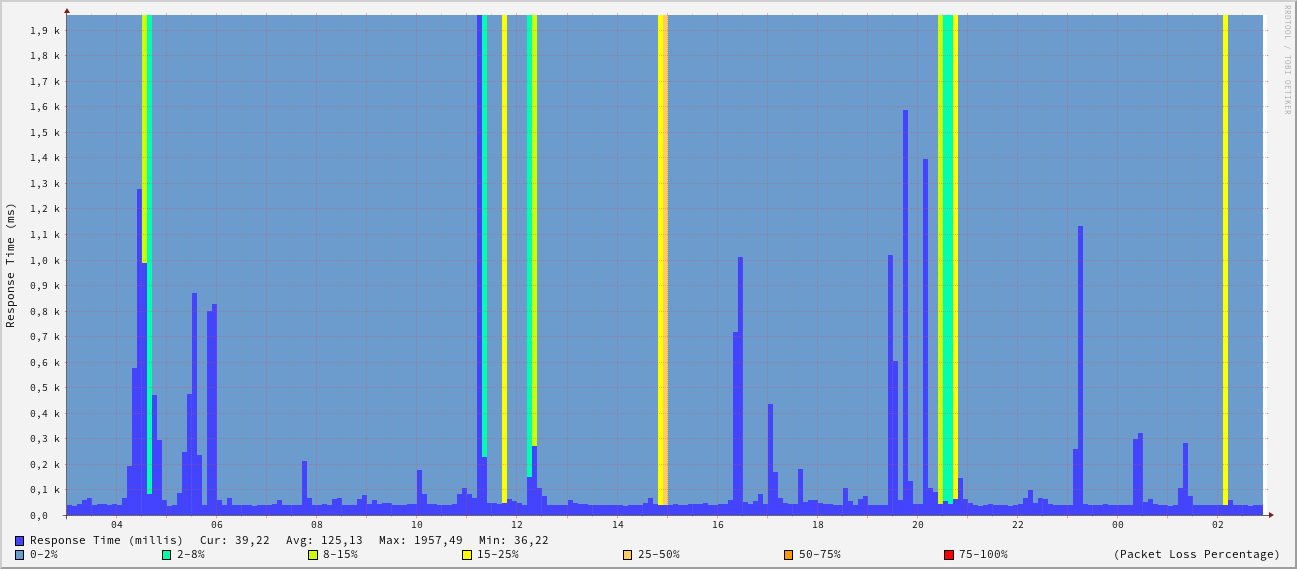 RRDTOOL / TOBI OETIKER
Response Time (ms)
1,9 k
1,8 k
1,7 k
1,6 k
1,5 k
1,4 k
1,3 k
1,2 k
1,1 k
1,0 k
0,9 k
0,8 k
0,7 k
0,6 k
0,5 k
0,4 k
0,3 k
0,2 k
0,1 k
0,0
04 06 08 10 12 14 16 18 20 22 00 02
Response Time (millis) Cur: 39,22 Avg: 125,13 Max: 1957,49 Min: 36,22
0-2% 2-8% 8-15% 15-25% 25-50% 50-75% 75-100% (Packet Loss Percentage)